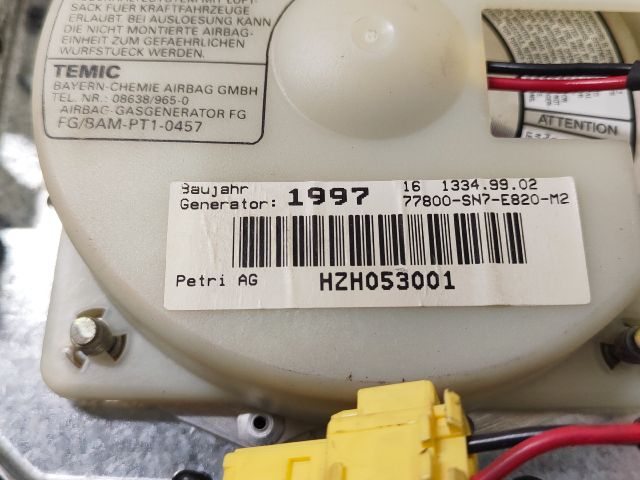 SACK FUER KRAFTFAHRZEUGE
ERLAUBT. BEI AUSLOESUNG KANN
DIE NICHT MONTIERTE AIRBAG-
EINHEIT ZUM GEFAEHRLICHEN
WURFSTUECK WERDEN.
TEMIC
BAYERN-CHEMIE AIRBAG GMBH
TEL. NR.: 08638/965-0
AIRBAG-GASGENERATOR FG
FG/BAM-PT1-0457
ATTENTION
Baujahr
Generator: 1997
16 1334.99.02
77800-SN7-E820-M2
Petri AG HZH053001